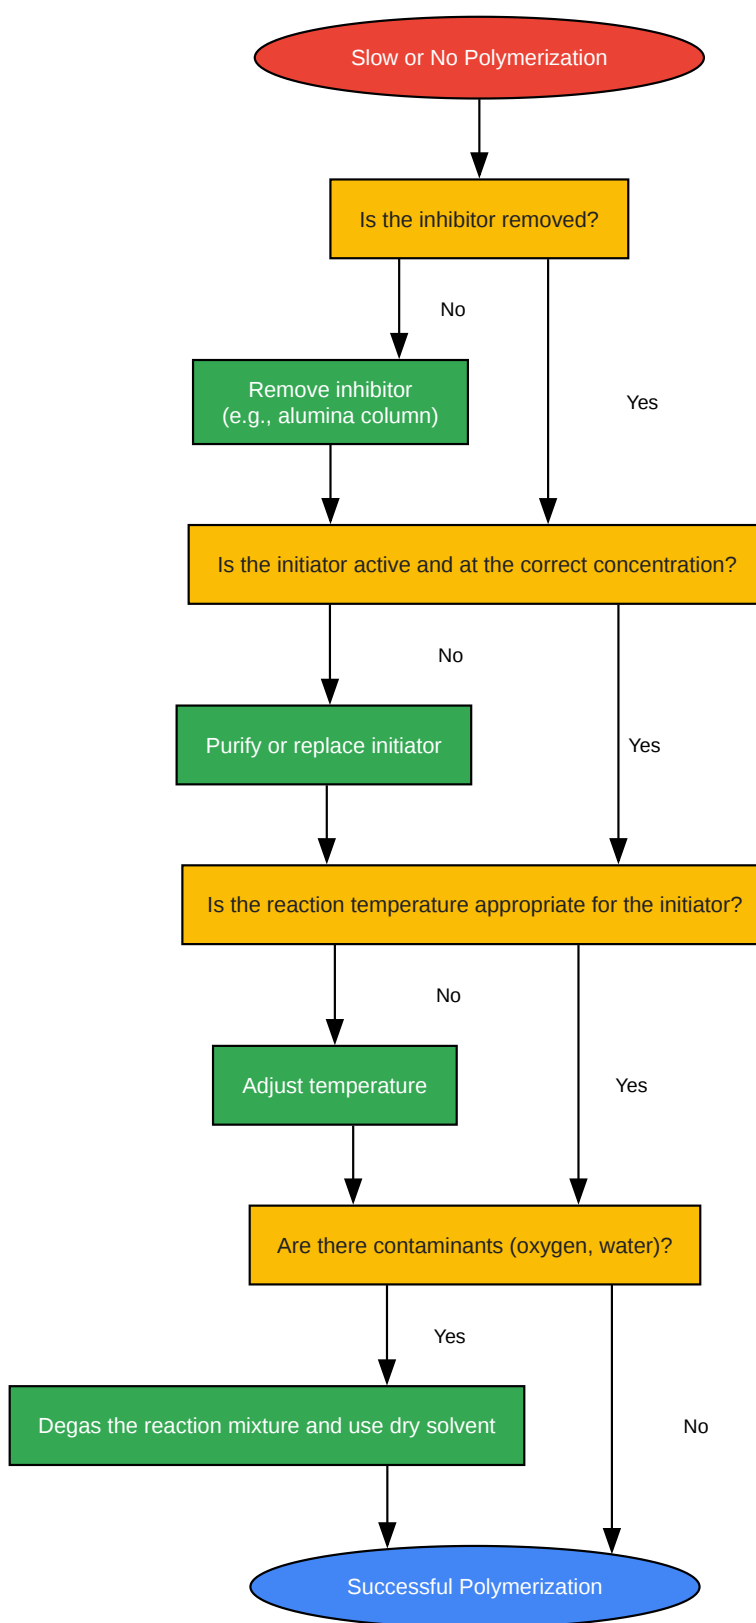 Slow or No Polymerization
Is the inhibitor removed?
No
Remove inhibitor
(e.g., alumina column)
Yes
Is the initiator active and at the correct concentration?
No
Purify or replace initiator
Yes
Is the reaction temperature appropriate for the initiator?
No
Adjust temperature
Yes
Are there contaminants (oxygen, water)?
Yes
Degas the reaction mixture and use dry solvent
No
Successful Polymerization